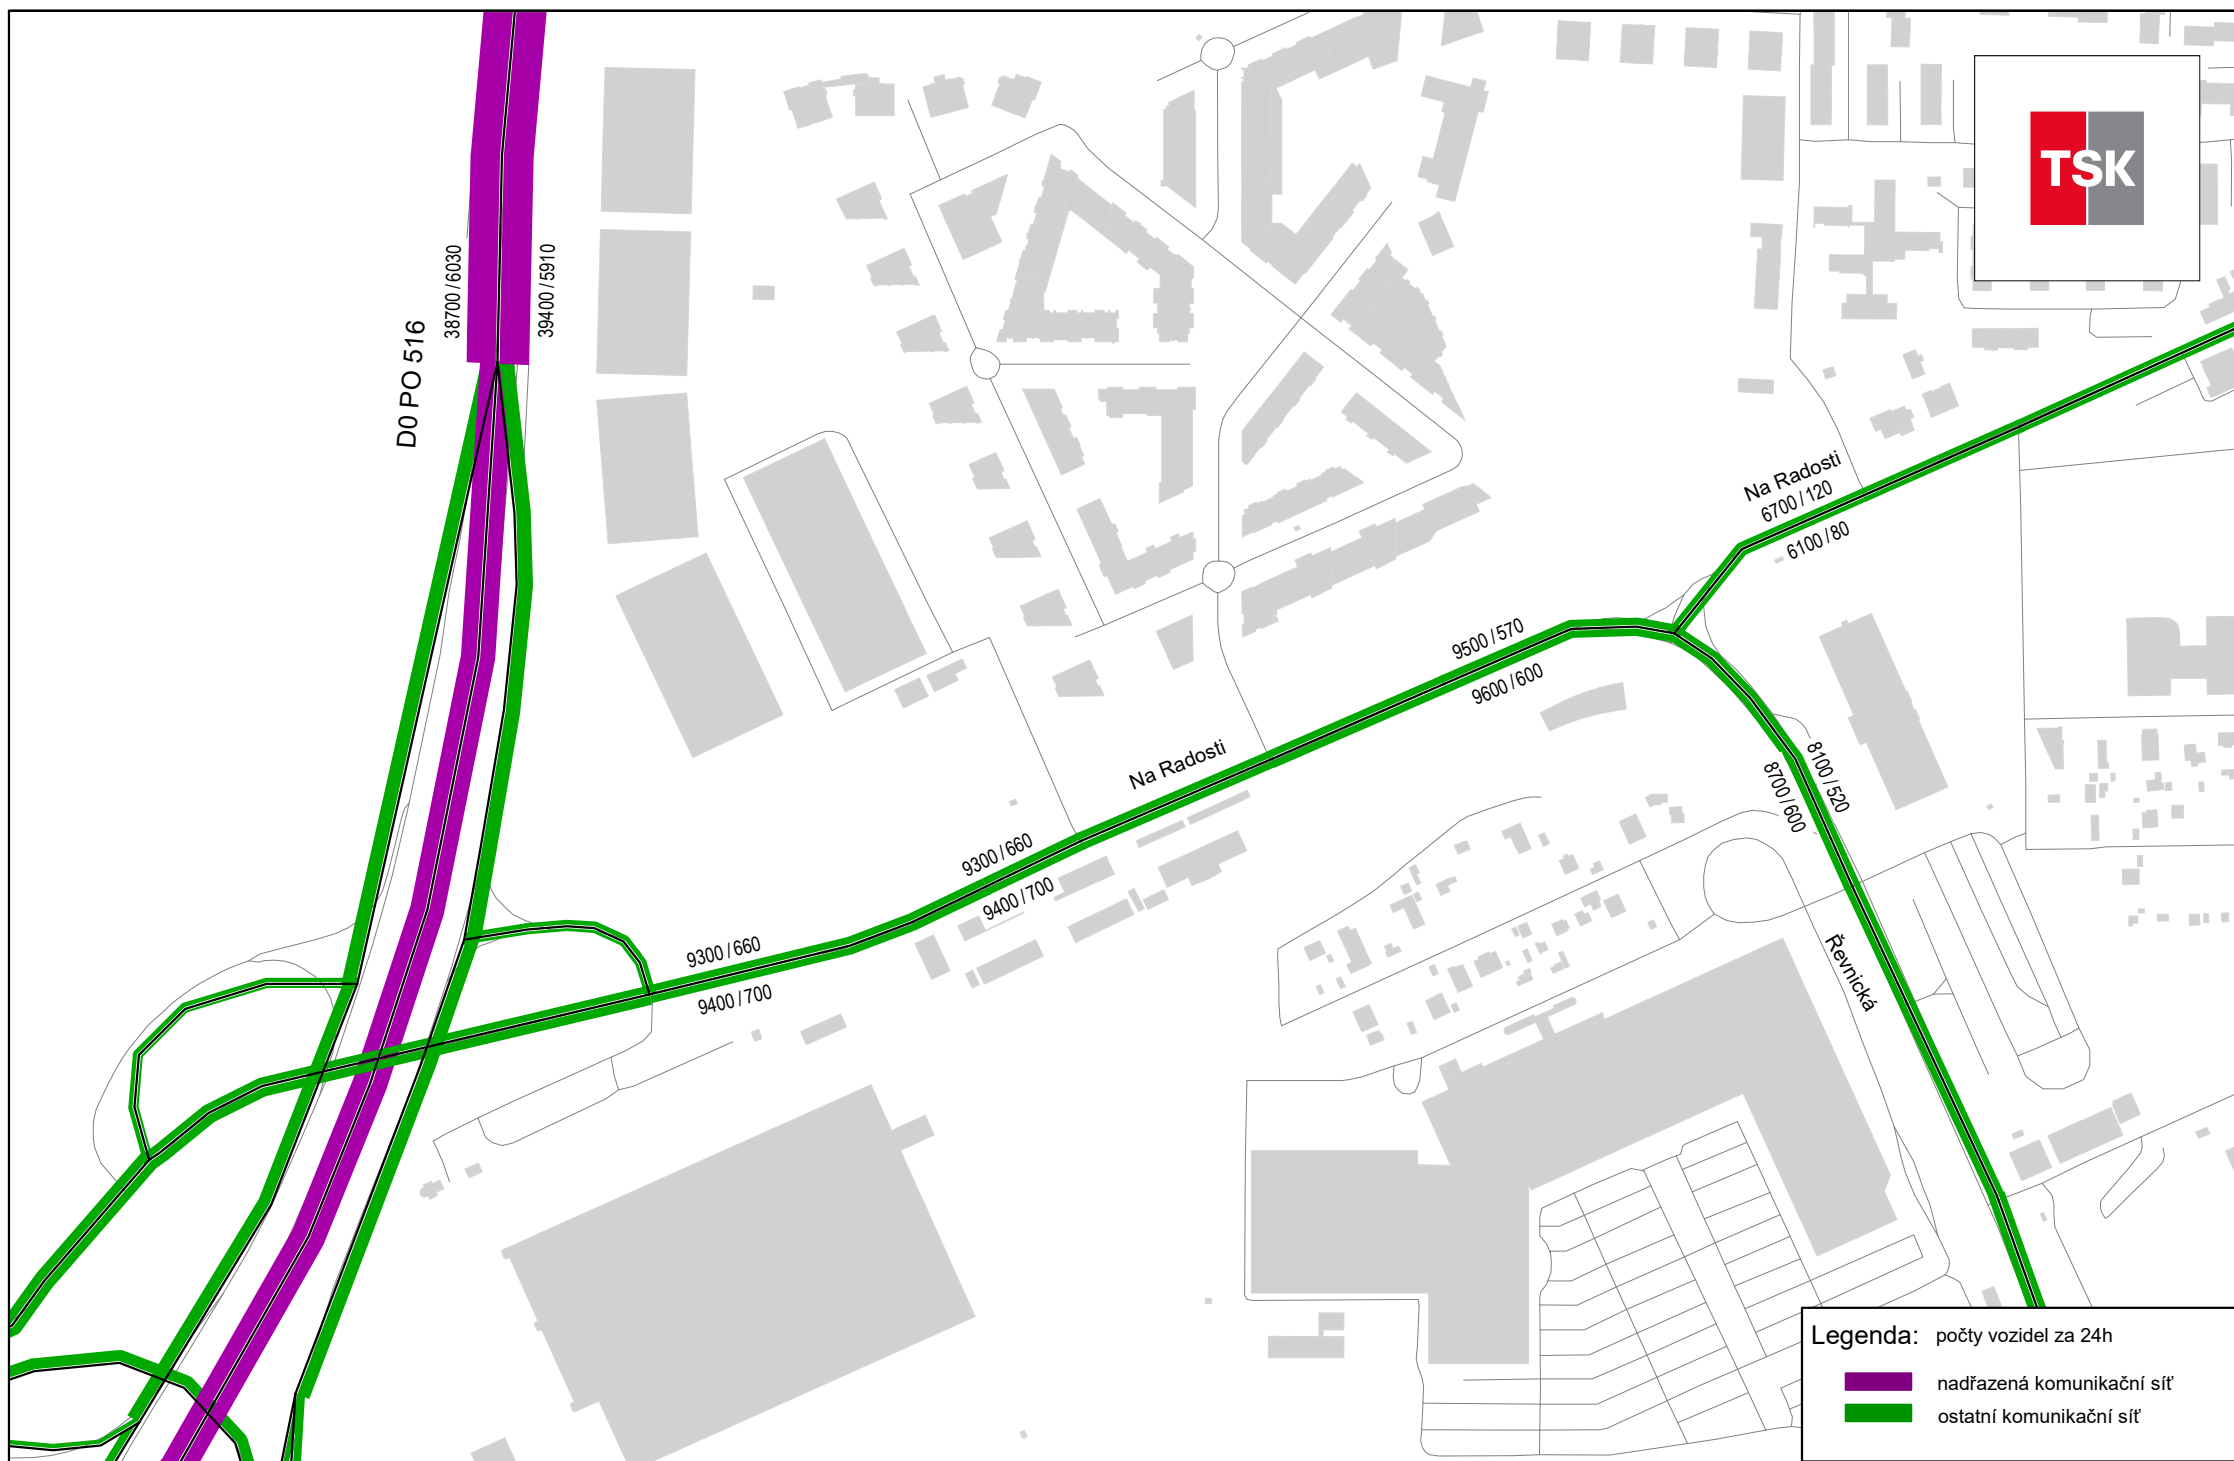 TSK
38700 / 6030
39400 / 5910
D0 PO 516
Na Radosti
6700 / 120
6100 / 80
9500 / 570
9600 / 600
Na Radosti
8100 / 520
8700 / 600
9300 / 660
9400 / 700
9300 / 660
9400 / 700
Řevnická
Legenda: počty vozidel za 24h
nadřazená komunikační síť
ostatní komunikační síť